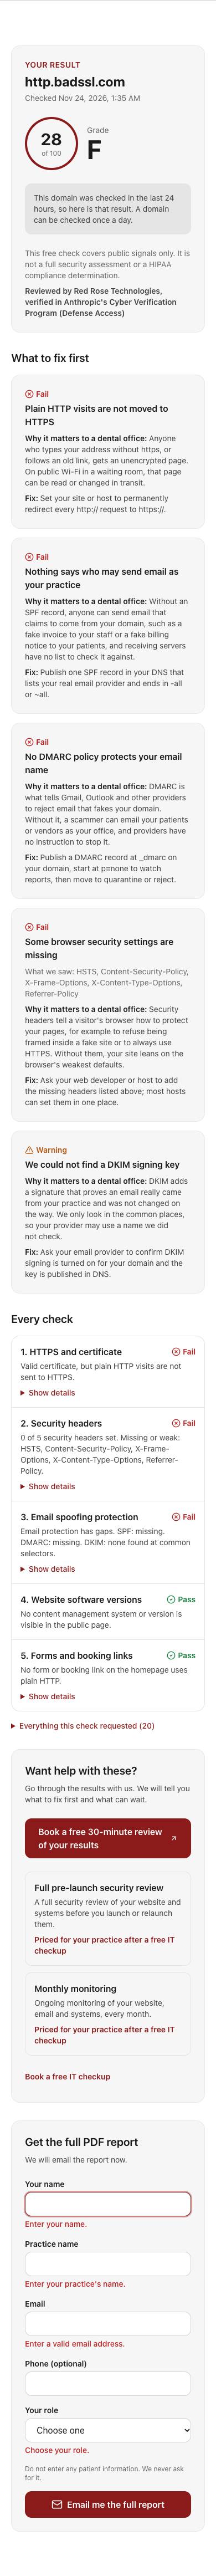 YOUR RESULT
http.badssl.com
Checked Nov 24, 2026, 1:35 AM
28
of 100
Grade
F
This domain was checked in the last 24
hours, so here is that result. A domain
can be checked once a day.
This free check covers public signals only. It is
not a full security assessment or a HIPAA
compliance determination.
Reviewed by Red Rose Technologies,
verified in Anthropic's Cyber Verification
Program (Defense Access)
What to fix first
Fail
Plain HTTP visits are not moved to
HTTPS
Why it matters to a dental office: Anyone
who types your address without https, or
follows an old link, gets an unencrypted page.
On public Wi-Fi in a waiting room, that page
can be read or changed in transit.
Fix: Set your site or host to permanently
redirect every http:// request to https://.
Fail
Nothing says who may send email as
your practice
Why it matters to a dental office: Without an
SPF record, anyone can send email that
claims to come from your domain, such as a
fake invoice to your staff or a fake billing
notice to your patients, and receiving servers
have no list to check it against.
Fix: Publish one SPF record in your DNS that
lists your real email provider and ends in -all
or ~all.
Fail
No DMARC policy protects your email
name
Why it matters to a dental office: DMARC is
what tells Gmail, Outlook and other providers
to reject email that fakes your domain.
Without it, a scammer can email your patients
or vendors as your office, and providers have
no instruction to stop it.
Fix: Publish a DMARC record at _dmarc on
your domain, start at p=none to watch
reports, then move to quarantine or reject.
Fail
Some browser security settings are
missing
What we saw: HSTS, Content-Security-Policy,
X-Frame-Options, X-Content-Type-Options,
Referrer-Policy
Why it matters to a dental office: Security
headers tell a visitor's browser how to protect
your pages, for example to refuse being
framed inside a fake site or to always use
HTTPS. Without them, your site leans on the
browser's weakest defaults.
Fix: Ask your web developer or host to add
the missing headers listed above; most hosts
can set them in one place.
Warning
We could not find a DKIM signing key
Why it matters to a dental office: DKIM adds
a signature that proves an email really came
from your practice and was not changed on
the way. We only look in the common places,
so your provider may use a name we did
not check.
Fix: Ask your email provider to confirm DKIM
signing is turned on for your domain and the
key is published in DNS.
Every check
1. HTTPS and certificate
Fail
Valid certificate, but plain HTTP visits are not
sent to HTTPS.
Show details
2. Security headers
Fail
0 of 5 security headers set. Missing or weak:
HSTS, Content-Security-Policy, X-Frame-
Options, X-Content-Type-Options, Referrer-
Policy.
Show details
3. Email spoofing protection
Fail
Email protection has gaps. SPF: missing.
DMARC: missing. DKIM: none found at common
selectors.
Show details
4. Website software versions
Pass
No content management system or version is
visible in the public page.
5. Forms and booking links
Pass
No form or booking link on the homepage uses
plain HTTP.
Show details
Everything this check requested (20)
Want help with these?
Go through the results with us. We will tell you
what to fix first and what can wait.
Book a free 30-minute review
of your results
Full pre-launch security review
A full security review of your website and
systems before you launch or relaunch
them.
Priced for your practice after a free IT
checkup
Monthly monitoring
Ongoing monitoring of your website,
email and systems, every month.
Priced for your practice after a free IT
checkup
Book a free IT checkup
Get the full PDF report
We will email the report now.
Your name
Enter your name.
Practice name
Enter your practice's name.
Email
Enter a valid email address.
Phone (optional)
Your role
Choose one
Choose your role.
Do not enter any patient information. We never ask
for it.
Email me the full report